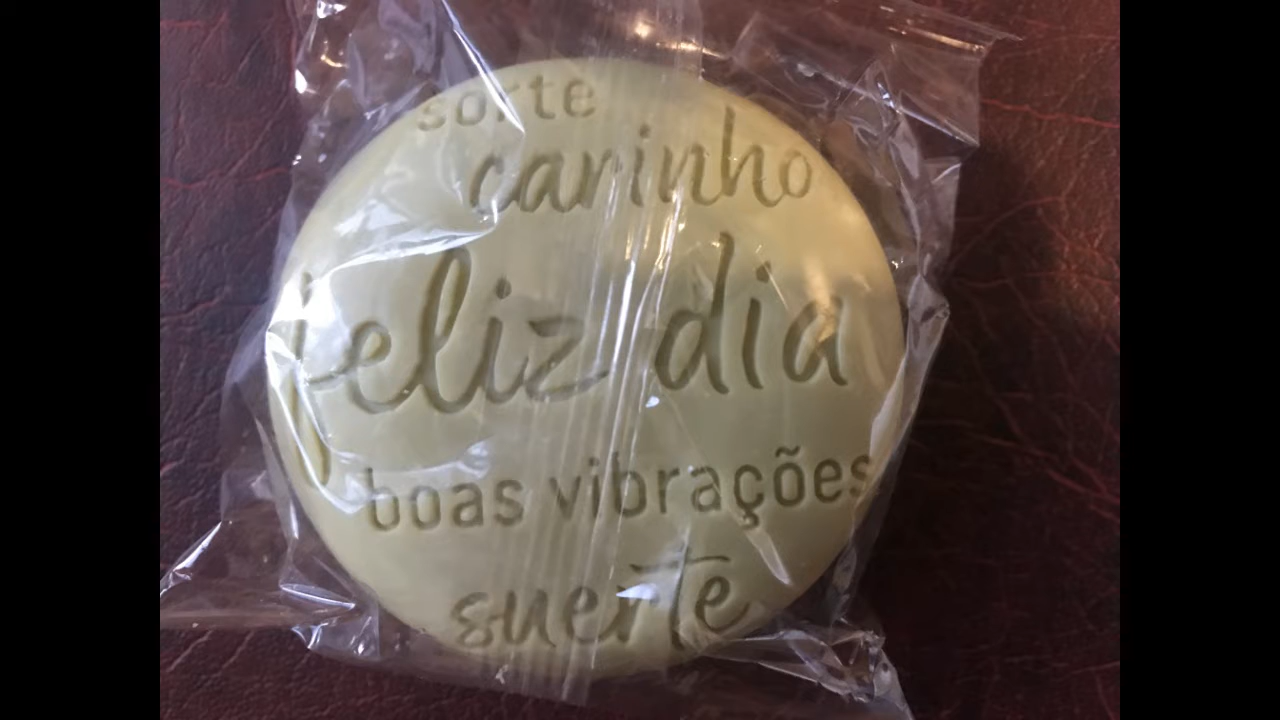 sorte
carinho
feliz dia
boas vibrações
suerte